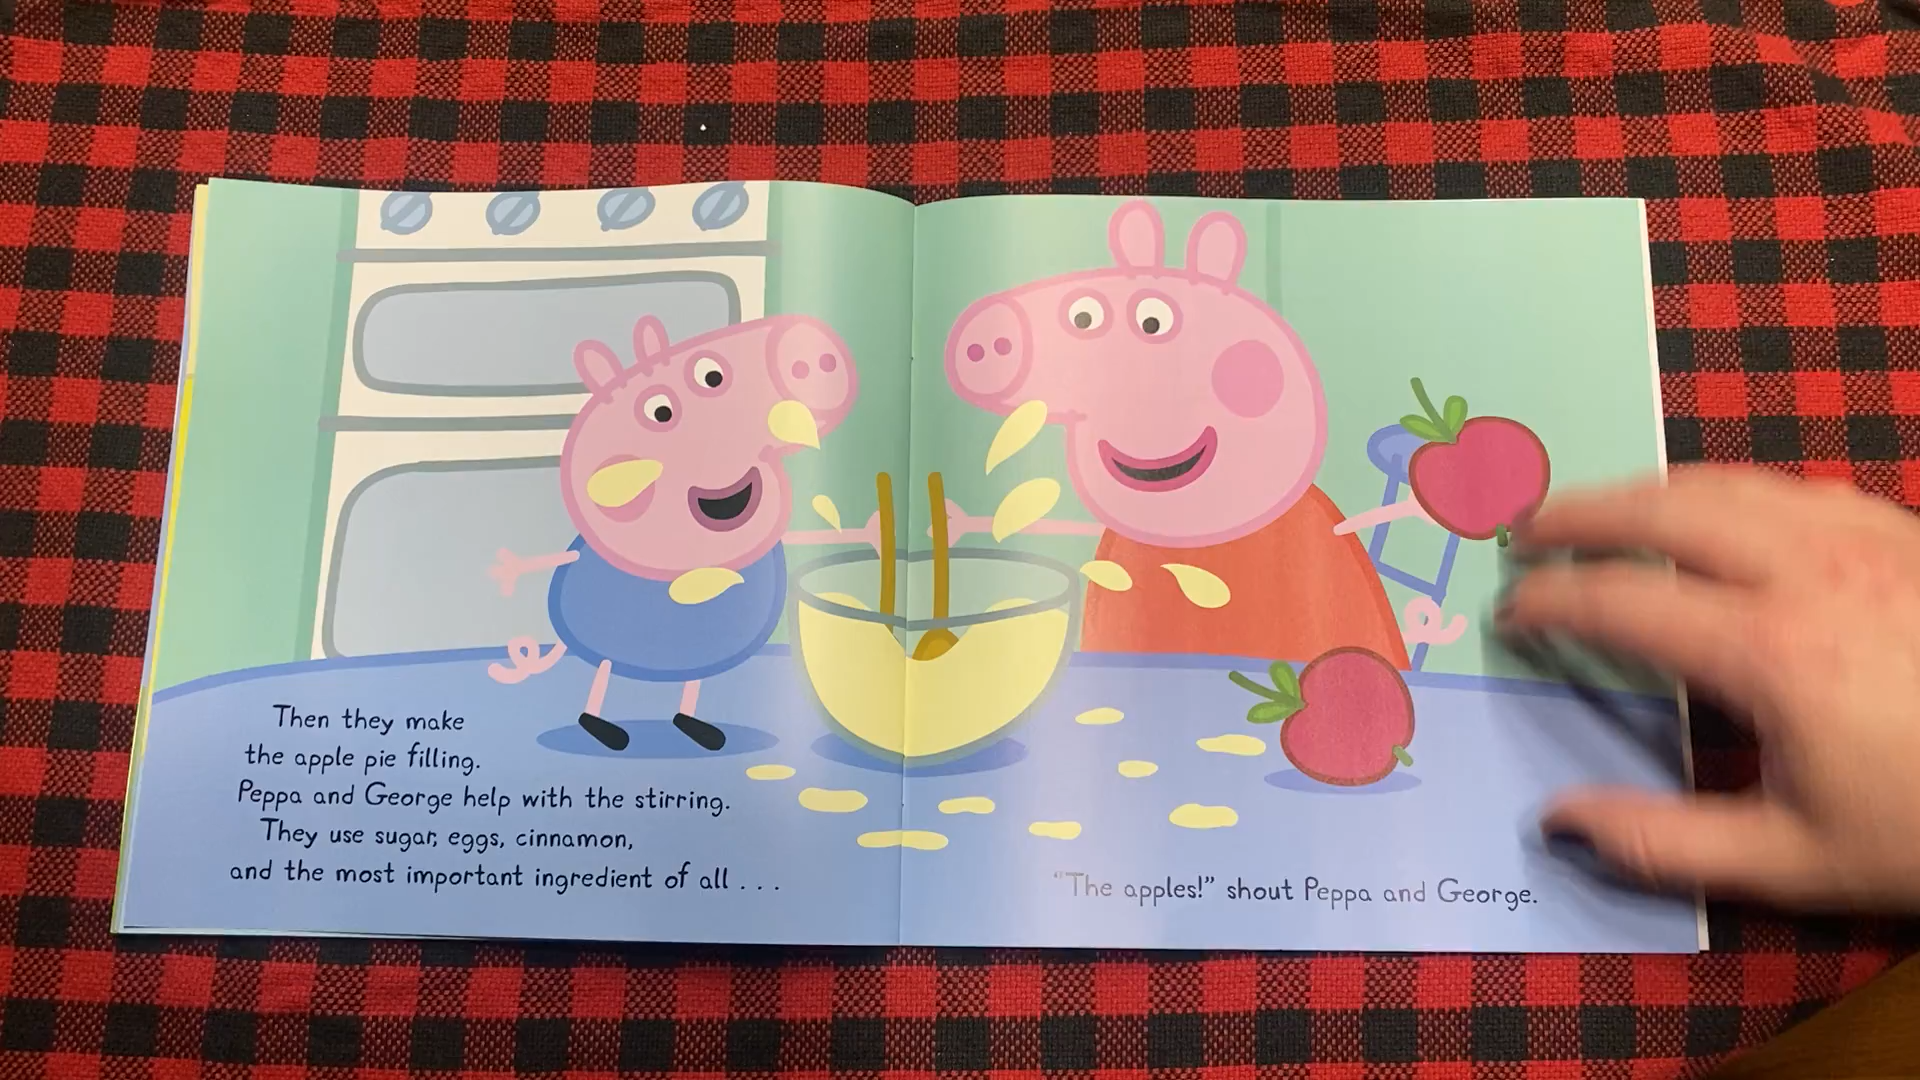 Then they make
the apple pie filling.
Peppa and George help with the stirring.
They use sugar, eggs, cinnamon,
and the most important ingredient of all . . .
"The apples!" shout Peppa and George.